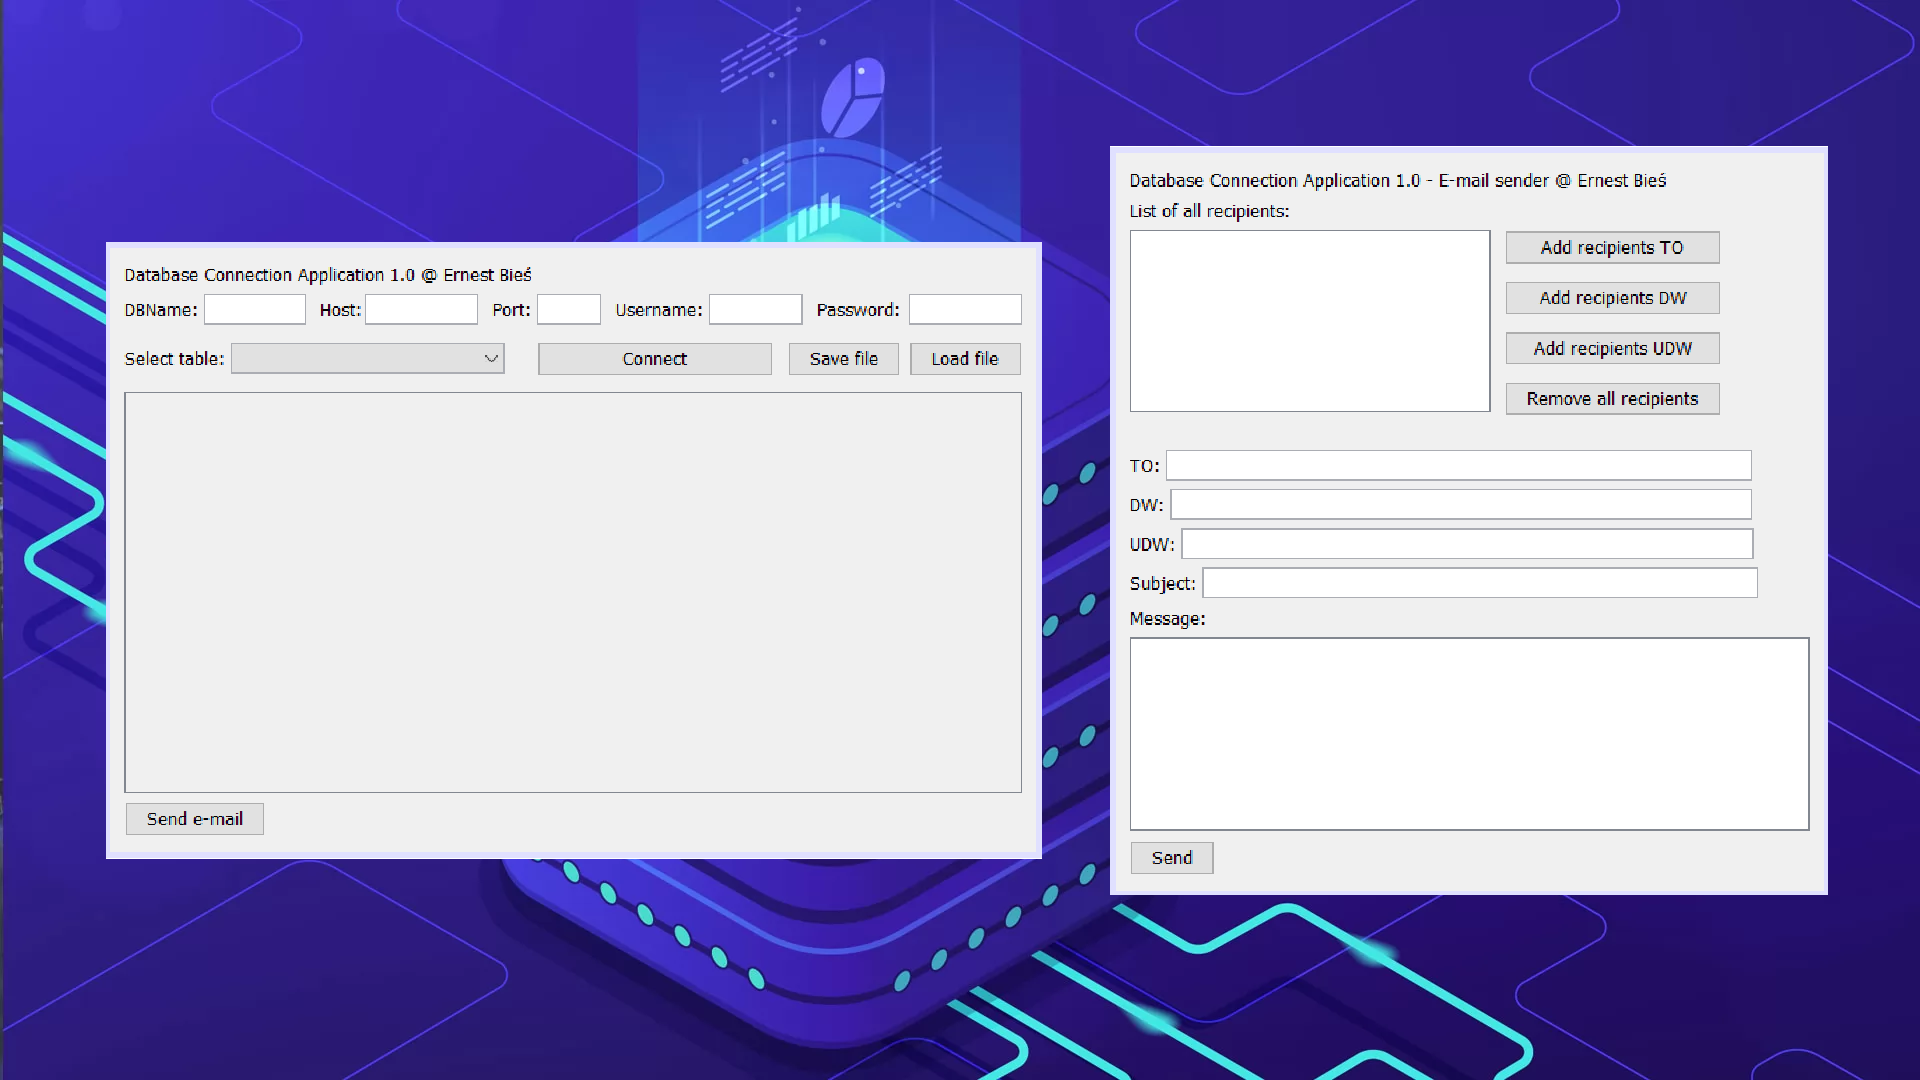 Database Connection Application 1.0 @ Ernest Bieś
DBName: Host: Port: Username: Password:
Select table: Connect Save file Load file
Send e-mail
Database Connection Application 1.0 - E-mail sender @ Ernest Bieś
List of all recipients:
Add recipients TO
Add recipients DW
Add recipients UDW
Remove all recipients
TO:
DW:
UDW:
Subject:
Message:
Send